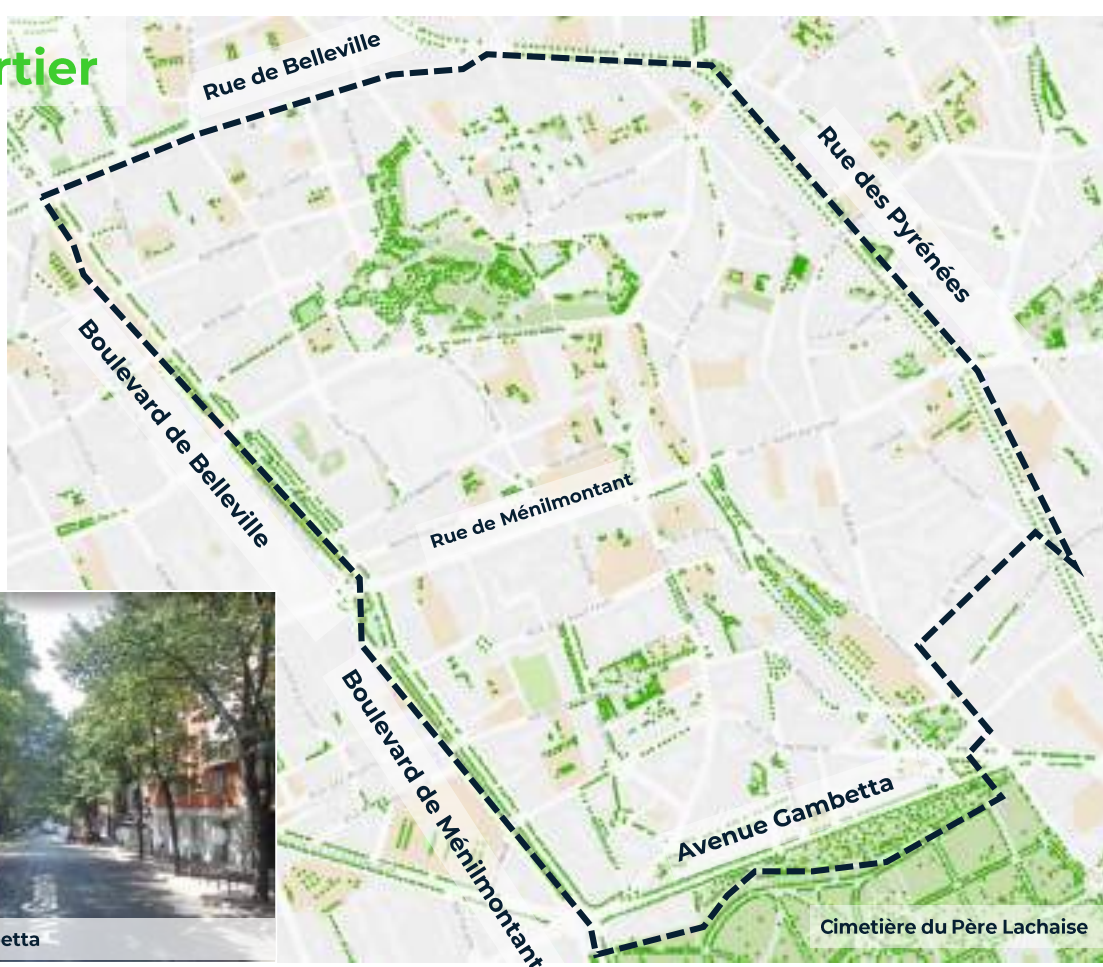 rtier
Rue de Belleville
Rue des Pyrénées
Boulevard de Belleville
Rue de Ménilmontant
Boulevard de Ménilmontant
Avenue Gambetta
Cimetière du Père Lachaise
etta